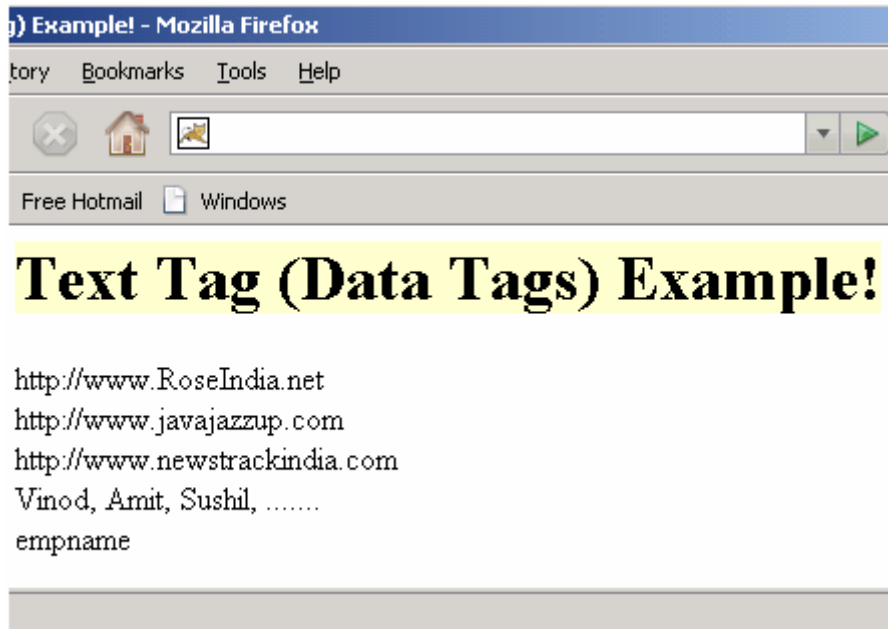 g) Example! - Mozilla Firefox
tory Bookmarks Tools Help
Free Hotmail Windows
Text Tag (Data Tags) Example!
http://www.RoseIndia.net
http://www.javajazzup.com
http://www.newstrackindia.com
Vinod, Amit, Sushil, .......
empname